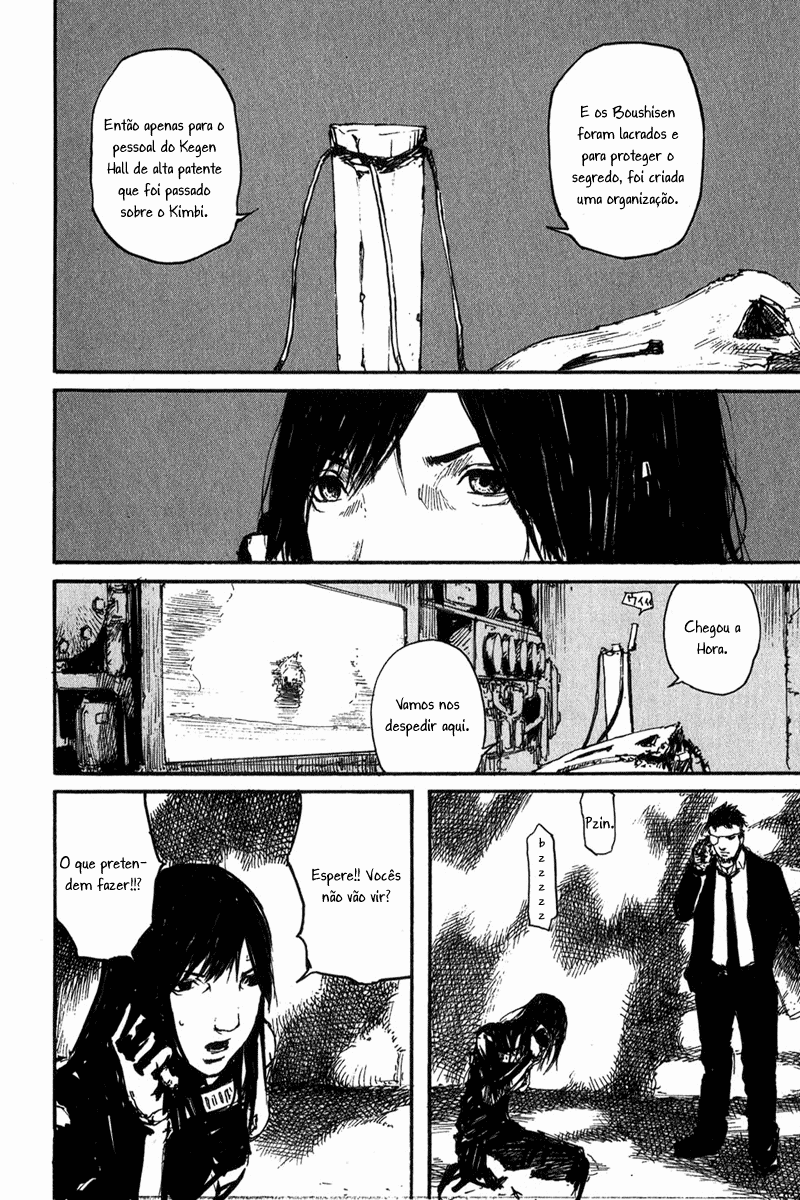 E os Boushisen
foram lacrados e
para proteger o
segredo, foi criada
uma organização.
Então apenas para o
pessoal do Kegen
Hall de alta patente
que foi passado
sobre o Kimbi.
Chegou a
Hora.
Vamos nos
despedir aqui.
Pzin.
b
z
z
z
z
z
Espere!! Vocês
não vão vir?
O que preten-
dem fazer!!?